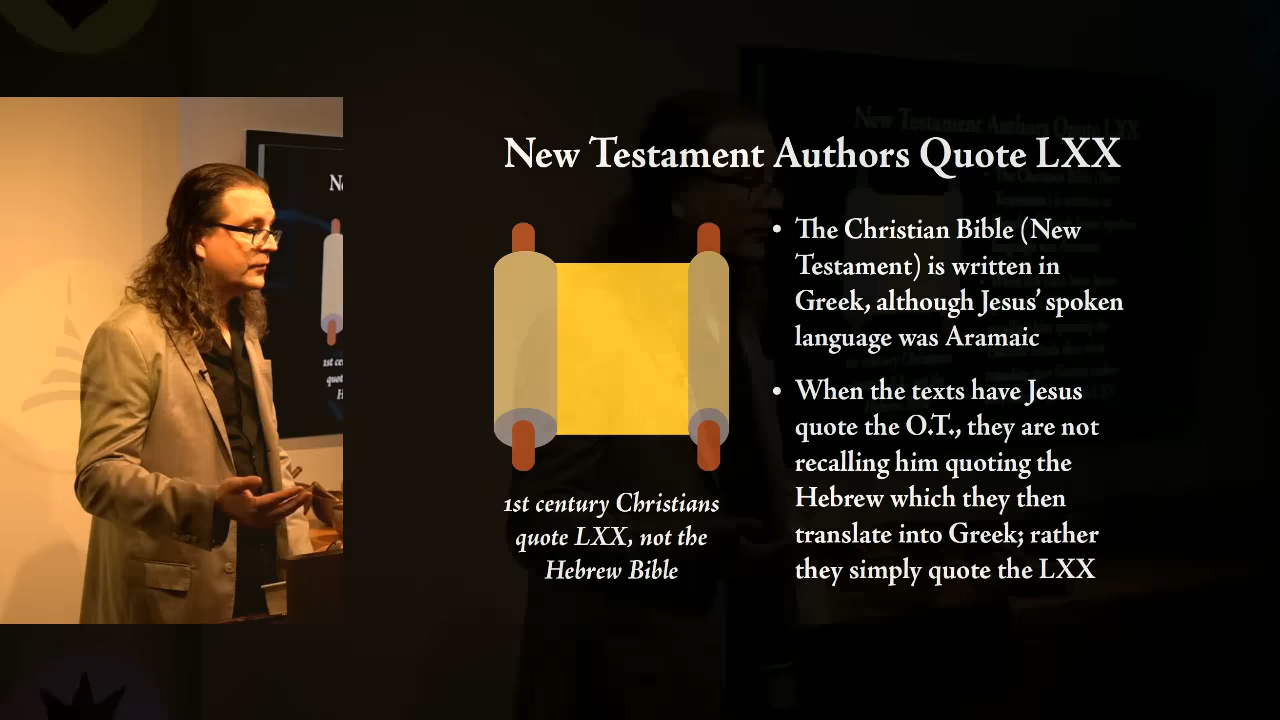 New Testament Authors Quote LXX
• The Christian Bible (New
Testament) is written in
Greek, although Jesus’ spoken
language was Aramaic
• When the texts have Jesus
quote the O.T., they are not
recalling him quoting the
Hebrew which they then
translate into Greek; rather
they simply quote the LXX
1st century Christians
quote LXX, not the
Hebrew Bible